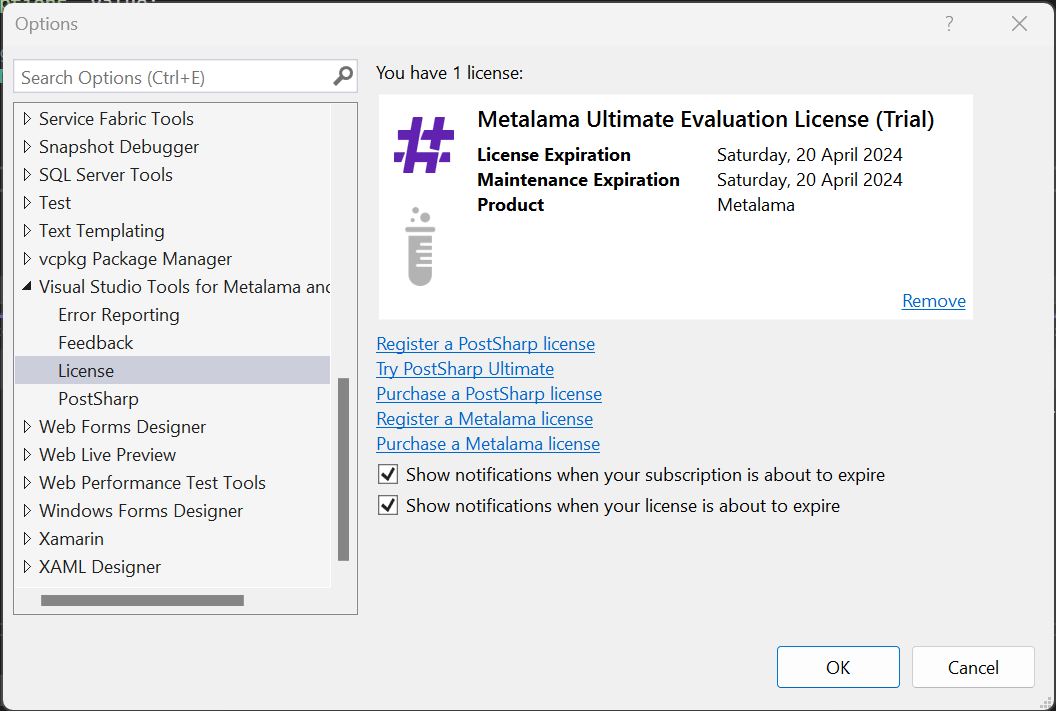 Options
?
Search Options (Ctrl+E)
Service Fabric Tools
Snapshot Debugger
SQL Server Tools
Test
Text Templating
vcpkg Package Manager
Visual Studio Tools for Metalama and
Error Reporting
Feedback
License
PostSharp
Web Forms Designer
Web Live Preview
Web Performance Test Tools
Windows Forms Designer
Xamarin
XAML Designer
You have 1 license:
Metalama Ultimate Evaluation License (Trial)
License Expiration Saturday, 20 April 2024
Maintenance Expiration Saturday, 20 April 2024
Product Metalama
Remove
Register a PostSharp license
Try PostSharp Ultimate
Purchase a PostSharp license
Register a Metalama license
Purchase a Metalama license
Show notifications when your subscription is about to expire
Show notifications when your license is about to expire
OK Cancel